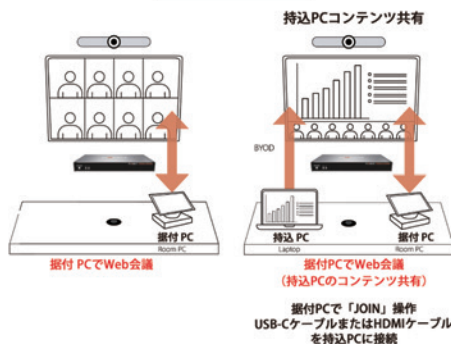 据付 PC
Room PC
据付 PCでWeb会議
持込PCコンテンツ共有
BYOD
持込 PC
Laptop
据付 PC
Room PC
据付PCでWeb会議
（持込PCのコンテンツ共有）
据付PCで「JOIN」操作
USB-CケーブルまたはHDMIケーブル
を持込PCに接続